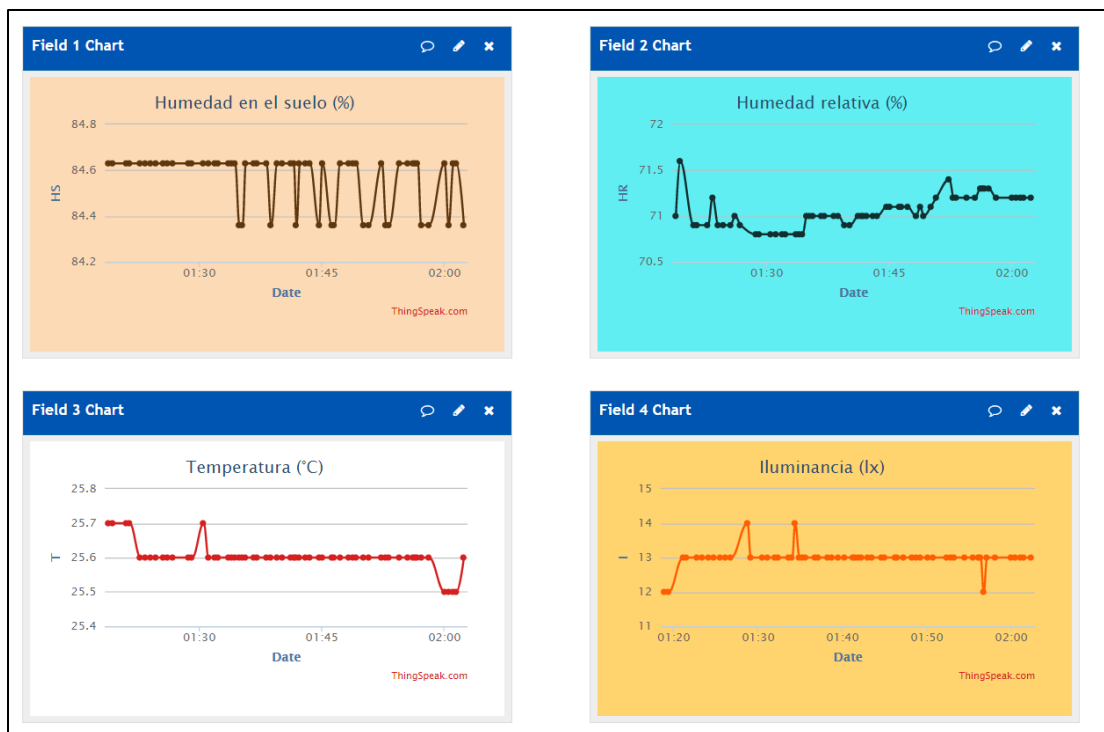 Field 1 Chart
Humedad en el suelo (%)
84.8
84.6
84.4
84.2
HS
01:30 01:45 02:00
Date
ThingSpeak.com
Field 2 Chart
Humedad relativa (%)
72
71.5
71
70.5
HR
01:30 01:45 02:00
Date
ThingSpeak.com
Field 3 Chart
Temperatura (°C)
25.8
25.7
25.6
25.5
25.4
T
01:30 01:45 02:00
Date
ThingSpeak.com
Field 4 Chart
Iluminancia (lx)
15
14
13
12
11
I
01:20 01:30 01:40 01:50 02:00
Date
ThingSpeak.com